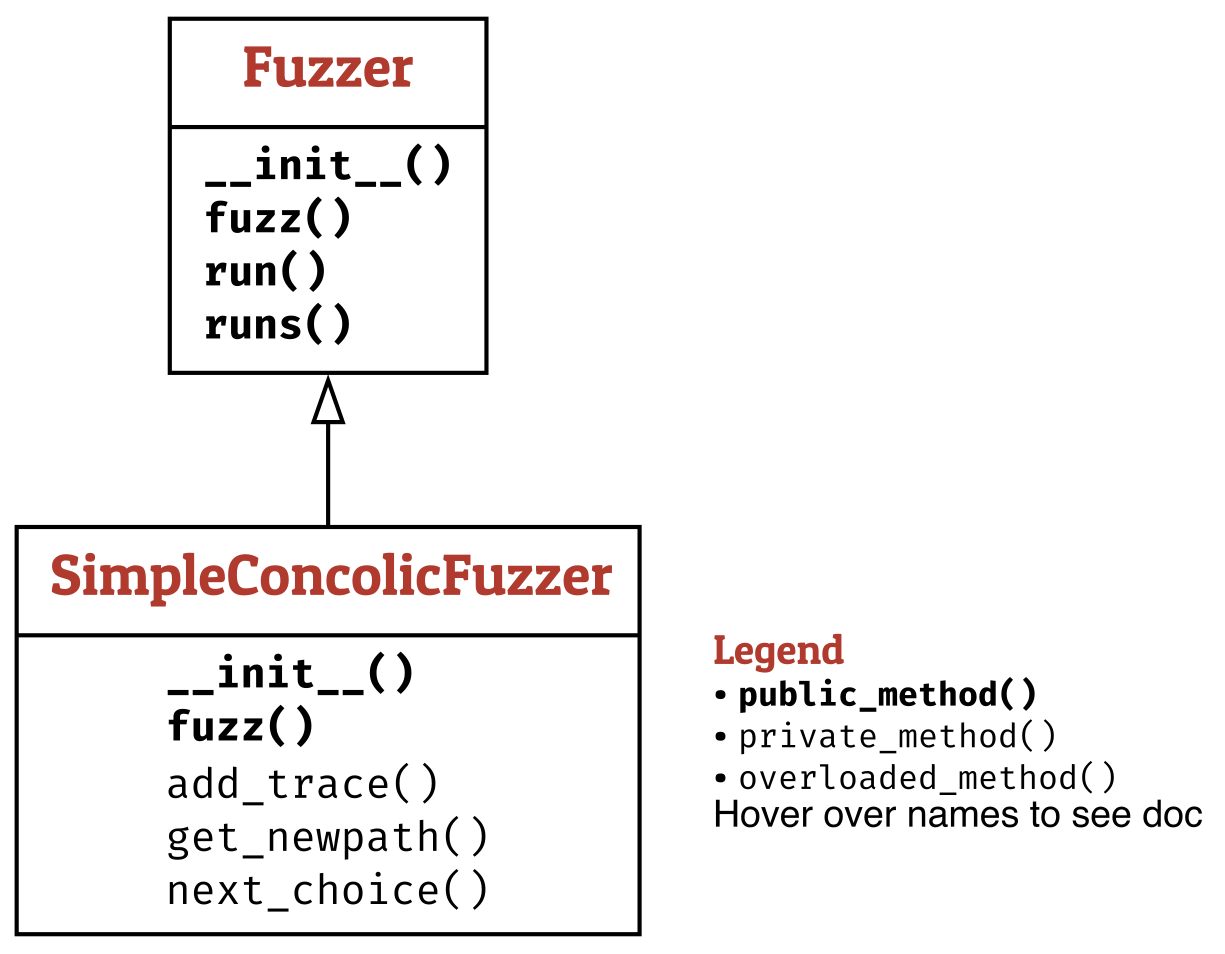 Fuzzer
__init__()
fuzz()
run()
runs()
SimpleConcolicFuzzer
__init__()
fuzz()
add_trace()
get_newpath()
next_choice()
Legend
• public_method()
• private_method()
• overloaded_method()
Hover over names to see doc